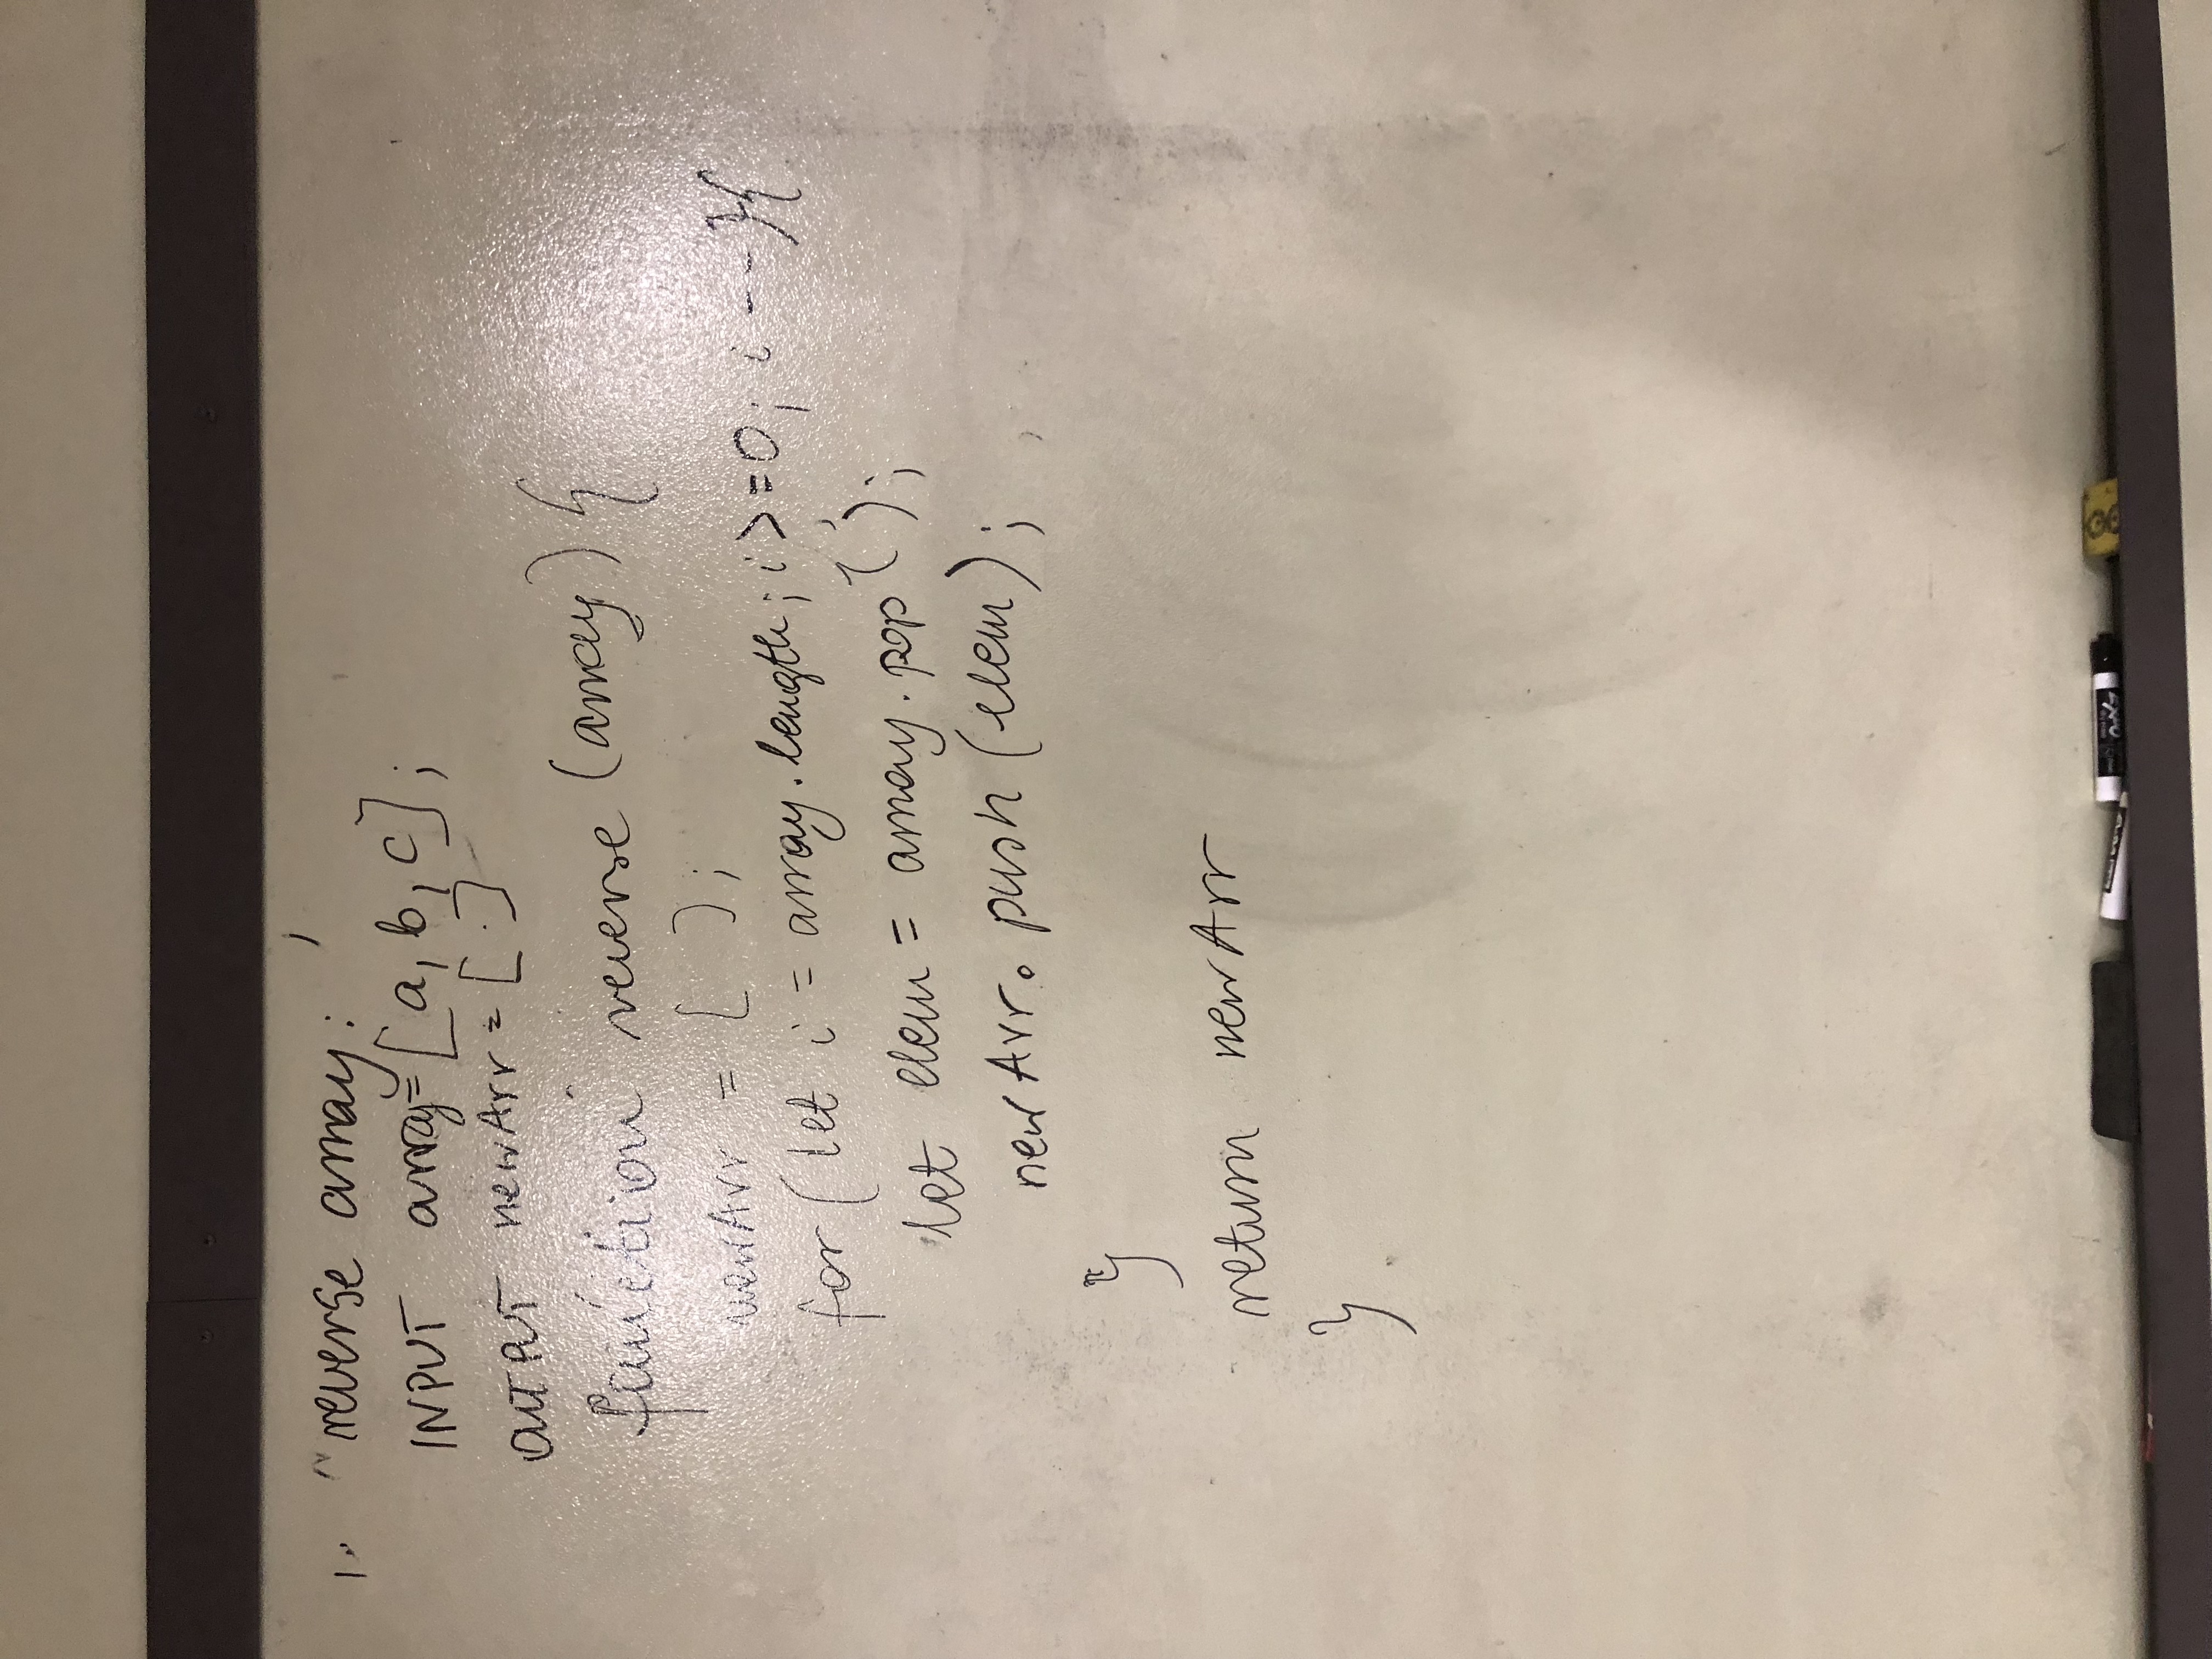 1. reverse array:
INPUT array=[a, b, c];
OUTPUT newArr = [ ]
function reverse (array) {
newArr = [ ];
for (let i = array.length; i >= 0; i --){
let elem = array.pop();
newArr.push(elem);
}
return newArr
}
EXPO